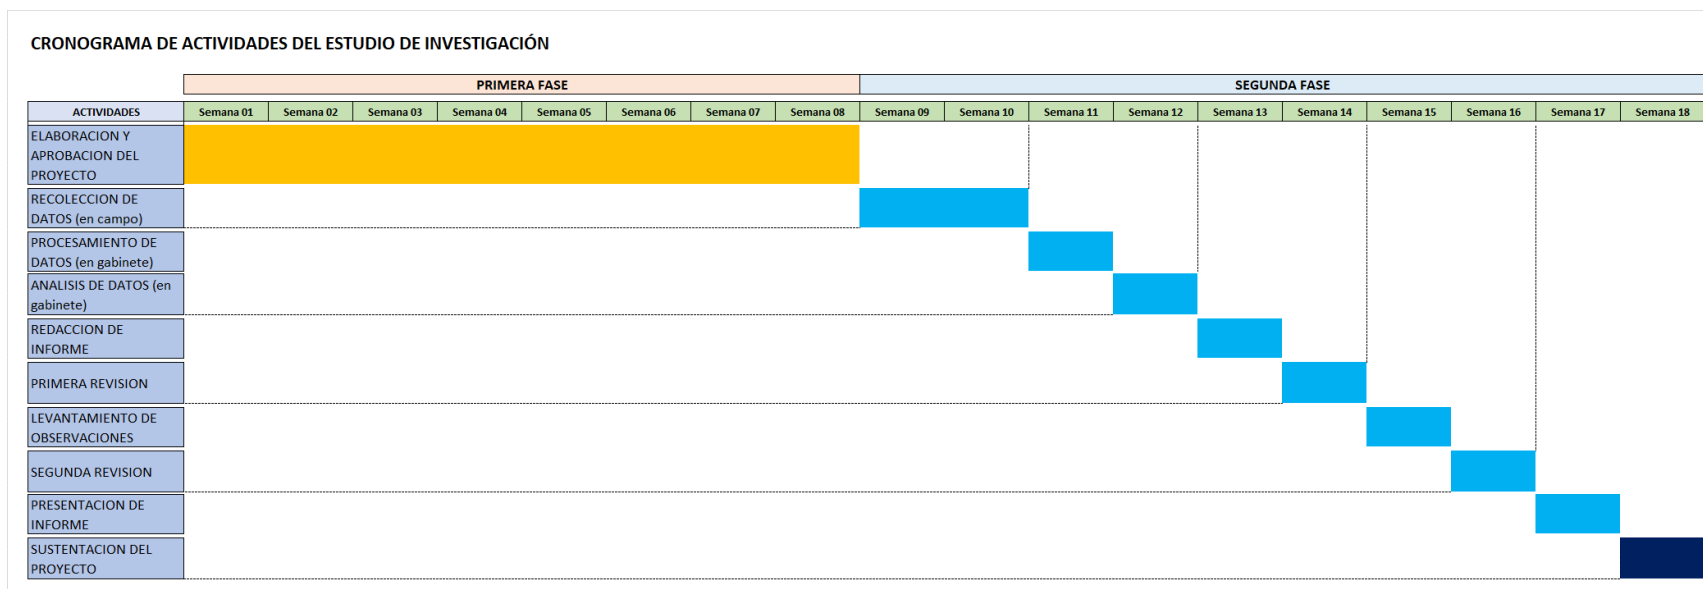 CRONOGRAMA DE ACTIVIDADES DEL ESTUDIO DE INVESTIGACIÓN
PRIMERA FASE SEGUNDA FASE
ACTIVIDADES Semana 01 Semana 02 Semana 03 Semana 04 Semana 05 Semana 06 Semana 07 Semana 08 Semana 09 Semana 10 Semana 11 Semana 12 Semana 13 Semana 14 Semana 15 Semana 16 Semana 17 Semana 18
ELABORACION Y
APROBACION DEL
PROYECTO
RECOLECCION DE
DATOS (en campo)
PROCESAMIENTO DE
DATOS (en gabinete)
ANALISIS DE DATOS (en
gabinete)
REDACCION DE
INFORME
PRIMERA REVISION
LEVANTAMIENTO DE
OBSERVACIONES
SEGUNDA REVISION
PRESENTACION DE
INFORME
SUSTENTACION DEL
PROYECTO